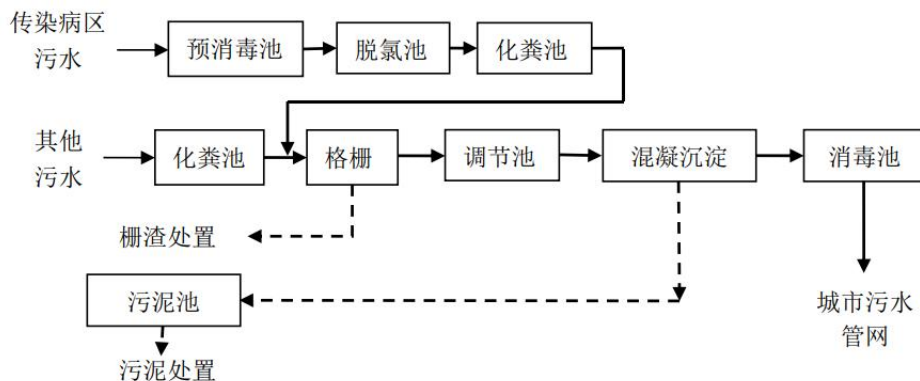 传染病区
污水
预消毒池
脱氯池
化粪池
其他
污水
化粪池
格栅
调节池
混凝沉淀
消毒池
栅渣处置
污泥池
城市污水
管网
污泥处置